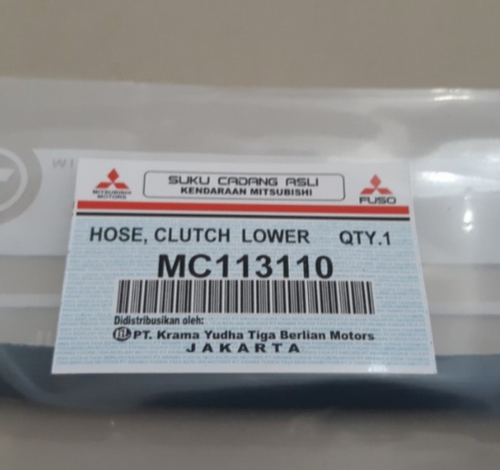 SUKU CADANG ASLI
KENDARAAN MITSUBISHI
MITSUBISHI
MOTORS
FUSO
HOSE, CLUTCH LOWER QTY.1
MC113110
Didistribusikan oleh:
PT. Krama Yudha Tiga Berlian Motors
JAKARTA